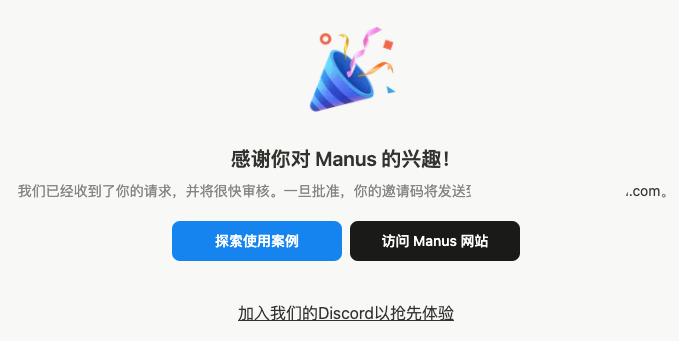 感谢你对 Manus 的兴趣！
我们已经收到了你的请求，并将很快审核。一旦批准，你的邀请码将发送至 .com。
探索使用案例 访问 Manus 网站
加入我们的Discord以抢先体验